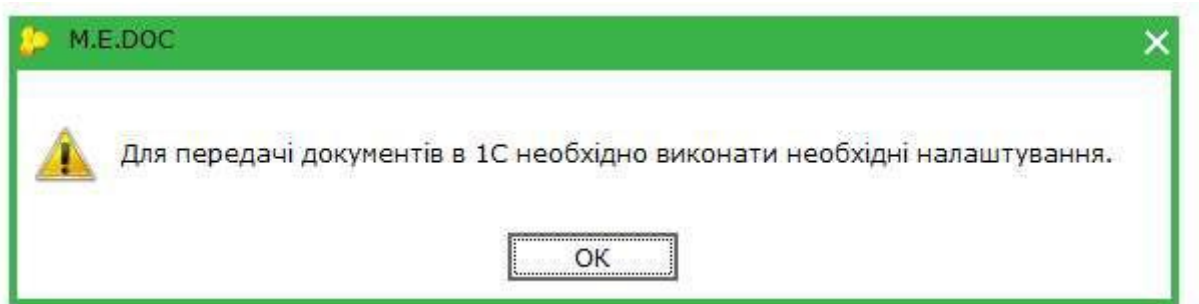 M.E.DOC
Для передачі документів в 1С необхідно виконати необхідні налаштування.
OK